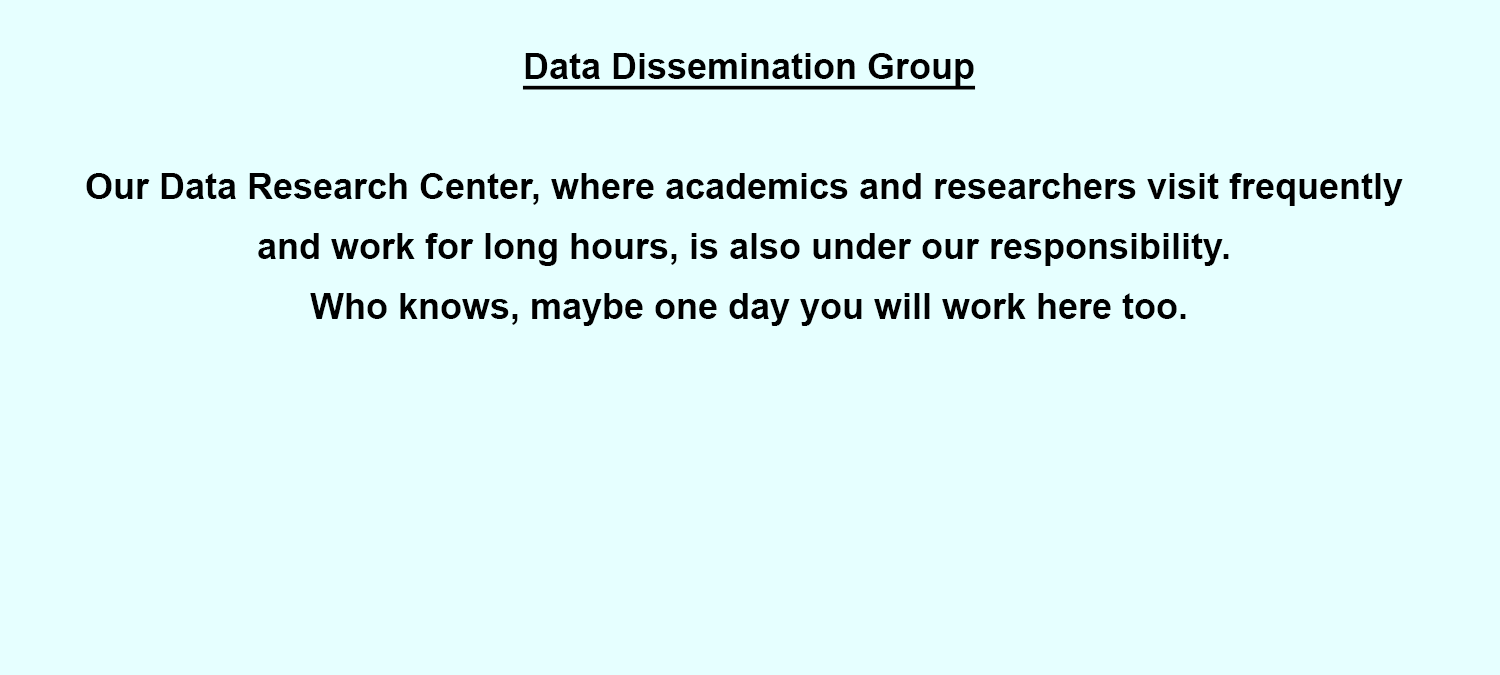 Data Dissemination Group
Our Data Research Center, where academics and researchers visit frequently
and work for long hours, is also under our responsibility.
Who knows, maybe one day you will work here too.